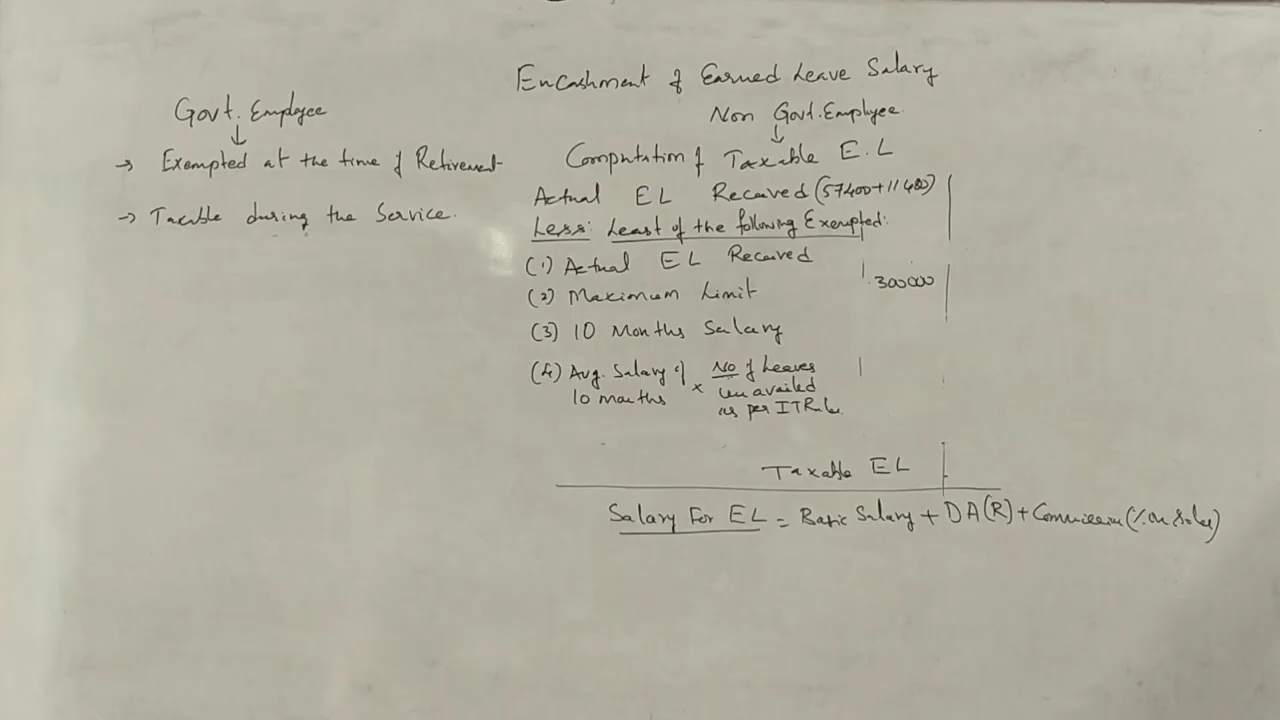 Encashment of Earned Leave Salary
Govt. Employee
→ Exempted at the time of Retirement
→ Taxable during the Service.
Non Govt. Employee.
Computation of Taxable E.L
Actual EL Received (57400+11480)
Less: Least of the following Exempted:
(1) Actual EL Received
(2) Maximum Limit 300000
(3) 10 Months Salary
(4) Avg. Salary of 10 months × No of Leaves un availed as per IT Rules.
Taxable EL
Salary For EL = Basic Salary + DA(R) + Commission (% on Sales)